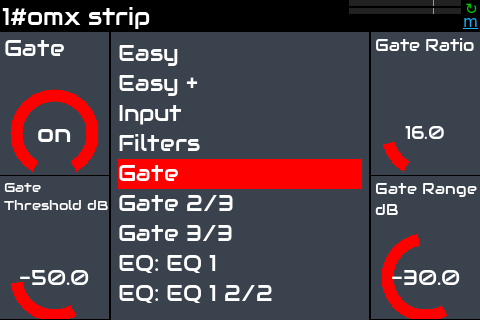 1#omx strip
m
Gate
on
Gate
Threshold dB
-50.0
Easy
Easy +
Input
Filters
Gate
Gate 2/3
Gate 3/3
EQ: EQ 1
EQ: EQ 1 2/2
Gate Ratio
16.0
Gate Range
dB
-30.0